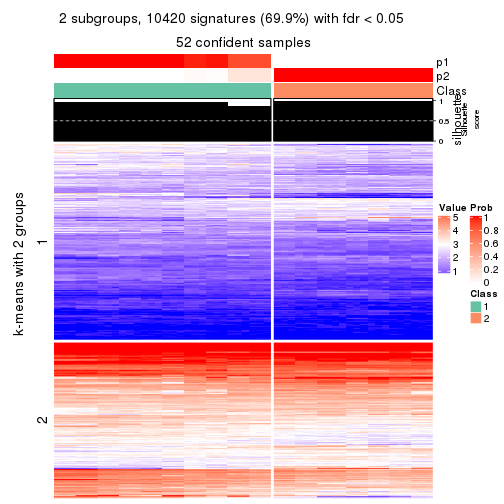 2 subgroups, 10420 signatures (69.9%) with fdr < 0.05
52 confident samples
p1
p2
Class
1
0.5
0
silhouette
Silhouette
score
k-means with 2 groups
1
2
Value
5
4
3
2
1
Prob
1
0.8
0.6
0.4
0.2
0
Class
1
2